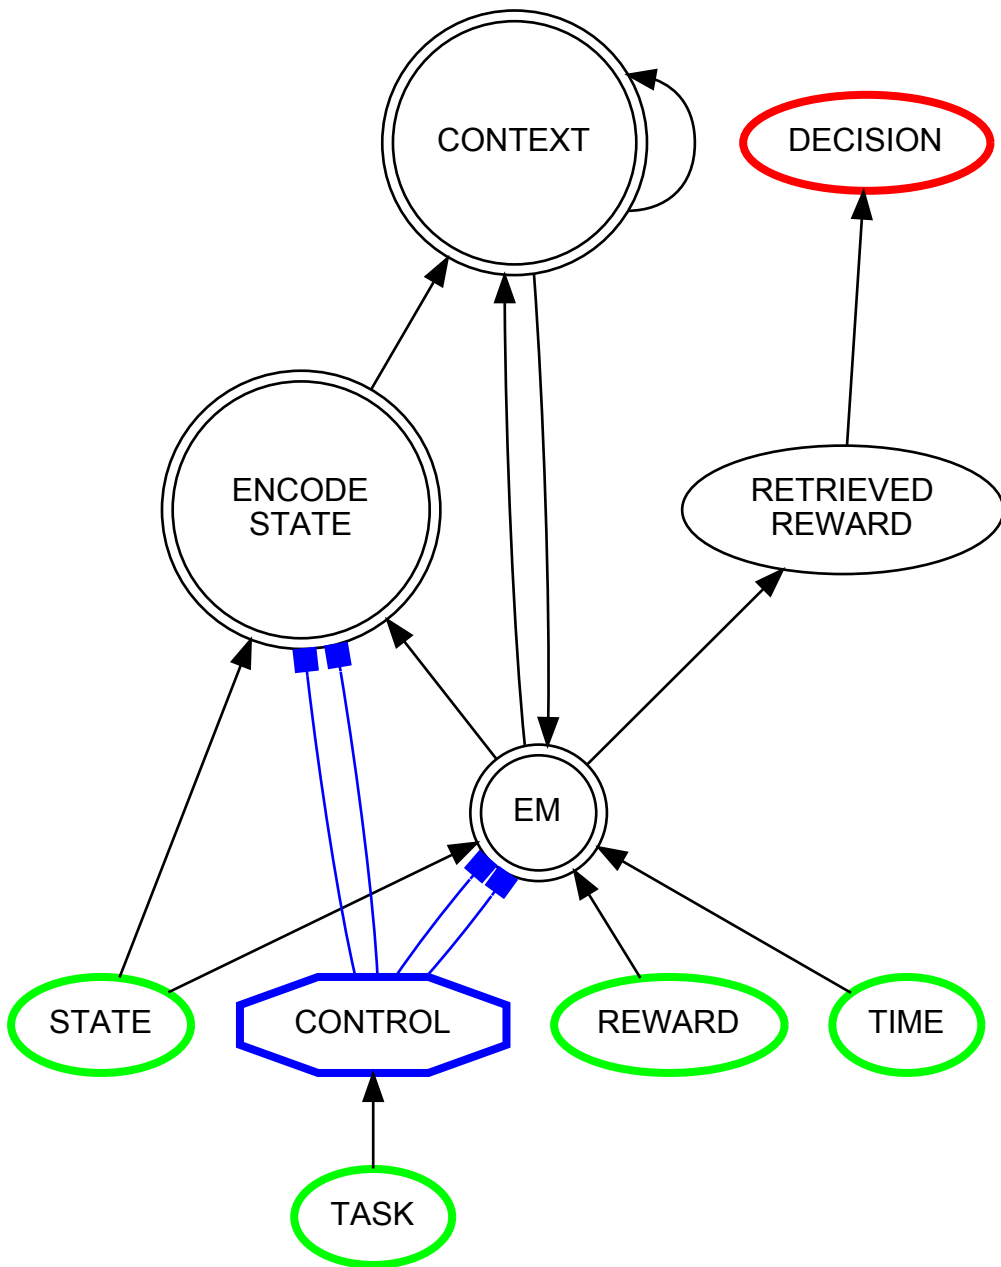 CONTEXT
DECISION
ENCODE
STATE
RETRIEVED
REWARD
EM
STATE
CONTROL
REWARD
TIME
TASK